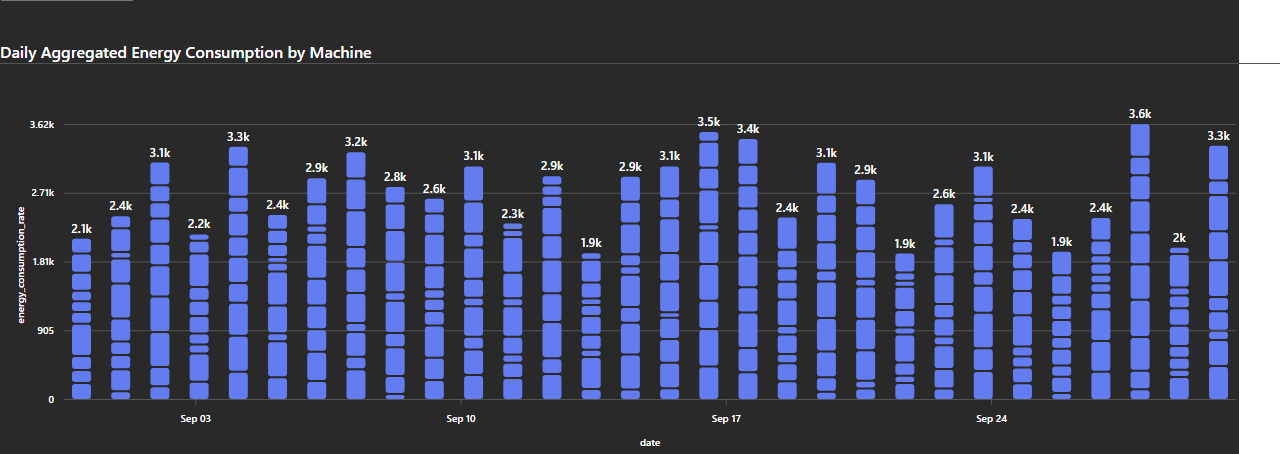 Daily Aggregated Energy Consumption by Machine
energy_consumption_rate
3.62k
2.71k
1.81k
905
0
2.1k
2.4k
3.1k
2.2k
3.3k
2.4k
2.9k
3.2k
2.8k
2.6k
3.1k
2.3k
2.9k
1.9k
2.9k
3.1k
3.5k
3.4k
2.4k
3.1k
2.9k
1.9k
2.6k
3.1k
2.4k
1.9k
2.4k
3.6k
2k
3.3k
Sep 03
Sep 10
Sep 17
Sep 24
date